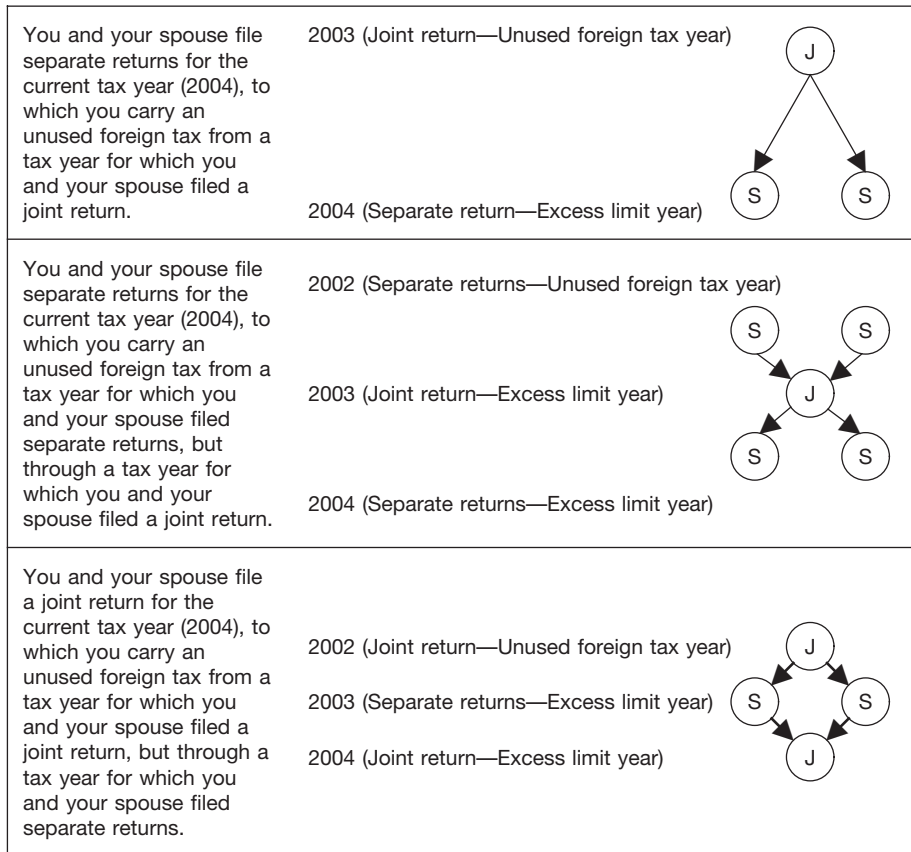 You and your spouse file
separate returns for the
current tax year (2004), to
which you carry an
unused foreign tax from a
tax year for which you
and your spouse filed a
joint return.
2003 (Joint return—Unused foreign tax year)
J
2004 (Separate return—Excess limit year)
S
S
You and your spouse file
separate returns for the
current tax year (2004), to
which you carry an
unused foreign tax from a
tax year for which you
and your spouse filed
separate returns, but
through a tax year for
which you and your
spouse filed a joint return.
2002 (Separate returns—Unused foreign tax year)
S
S
2003 (Joint return—Excess limit year)
J
S
S
2004 (Separate returns—Excess limit year)
You and your spouse file
a joint return for the
current tax year (2004), to
which you carry an
unused foreign tax from a
tax year for which you
and your spouse filed a
joint return, but through a
tax year for which you
and your spouse filed
separate returns.
2002 (Joint return—Unused foreign tax year)
J
2003 (Separate returns—Excess limit year)
S
S
2004 (Joint return—Excess limit year)
J